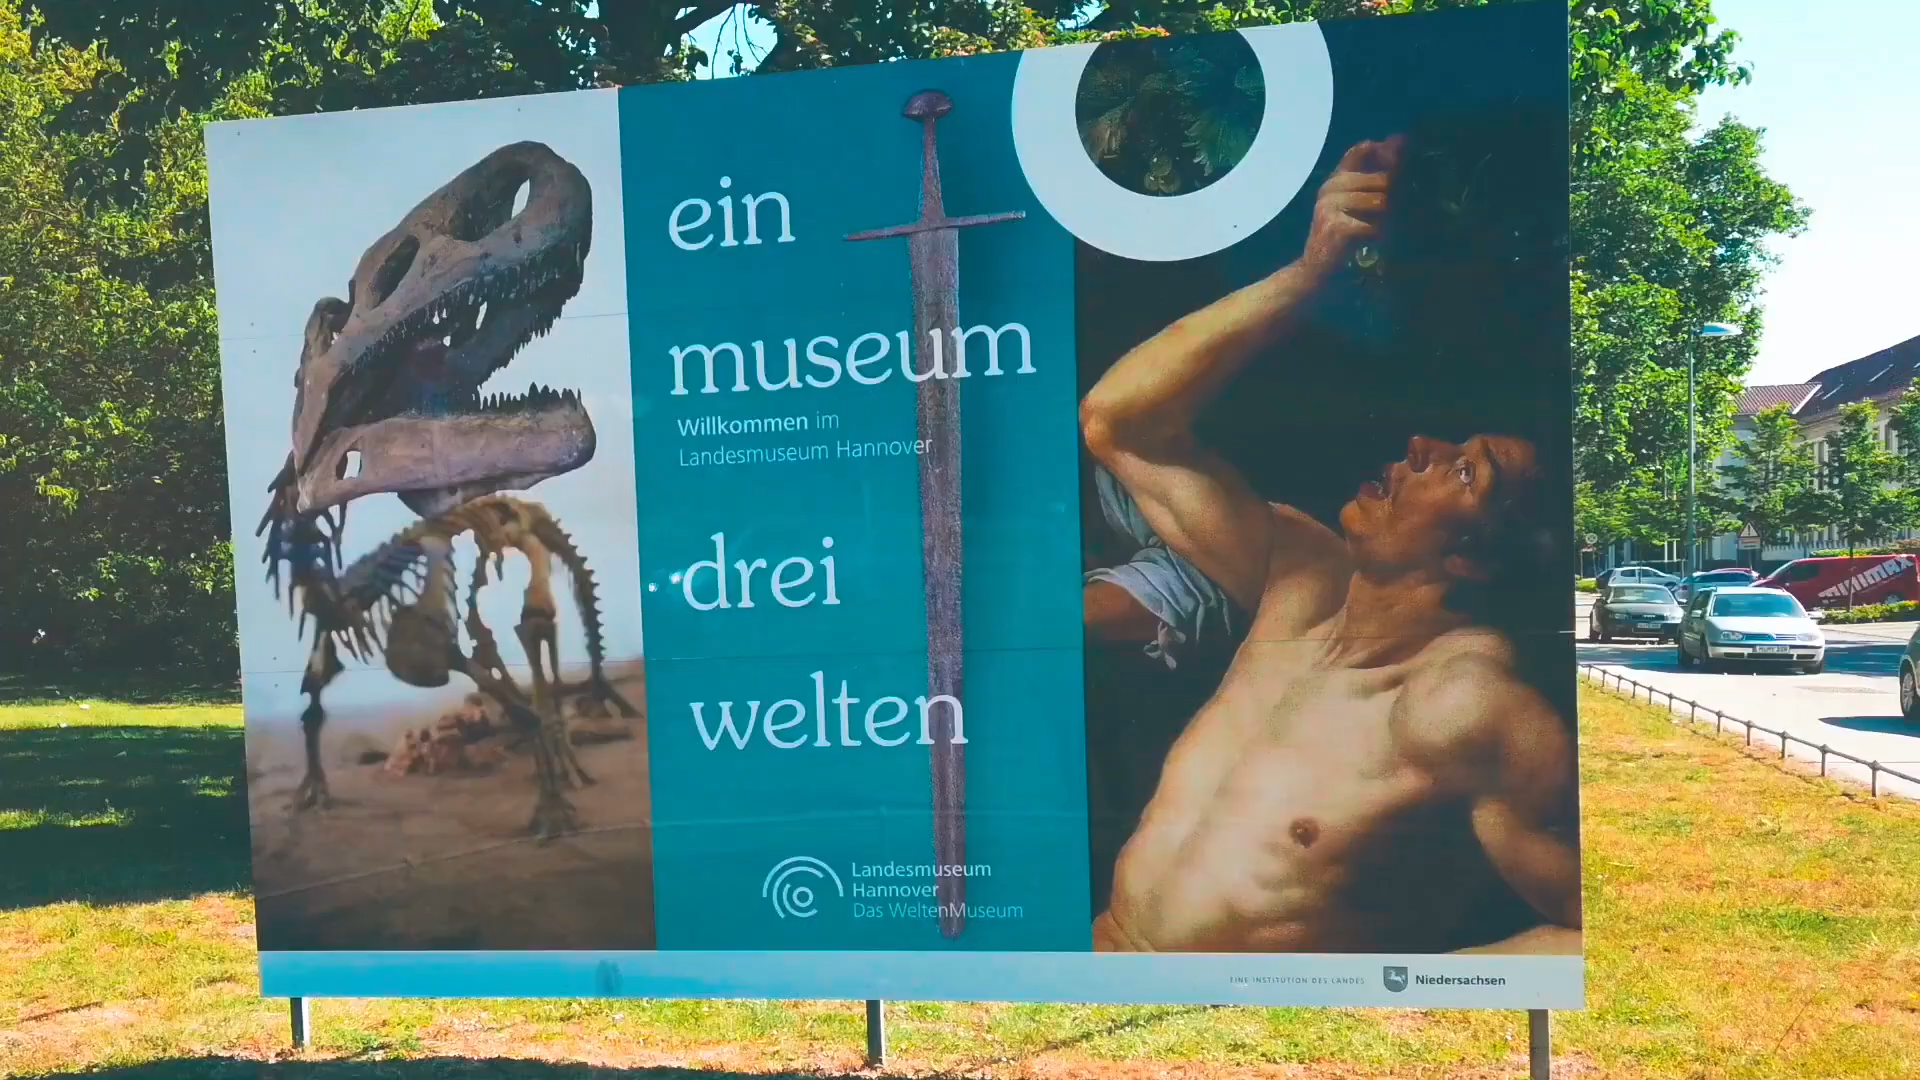 ein
museum
Willkommen im
Landesmuseum Hannover
drei
welten
Landesmuseum
Hannover
Das WeltenMuseum
EINE INSTITUTION DES LANDES
Niedersachsen